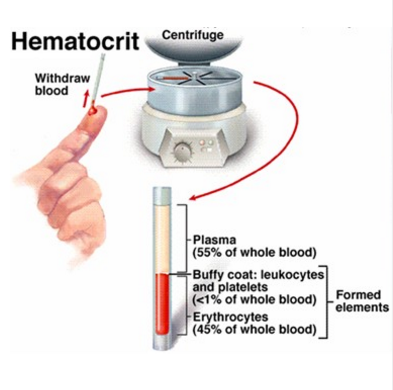 Hematocrit
Centrifuge
Withdraw
blood
Plasma
(55% of whole blood)
Buffy coat: leukocytes
and platelets
(<1% of whole blood)
Erythrocytes
(45% of whole blood)
Formed
elements